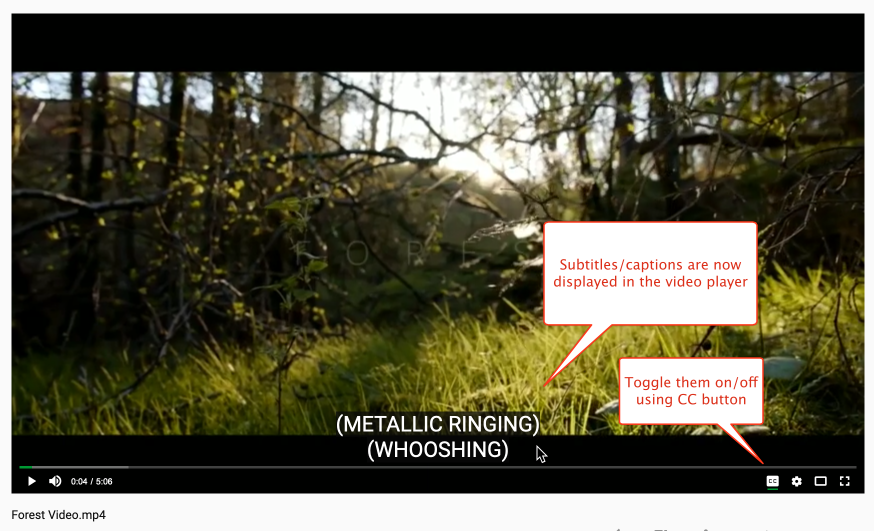 F O R E
Subtitles/captions are now
displayed in the video player
Toggle them on/off
using CC button
(METALLIC RINGING)
(WHOOSHING)
0:04 / 5:06
CC
Forest Video.mp4